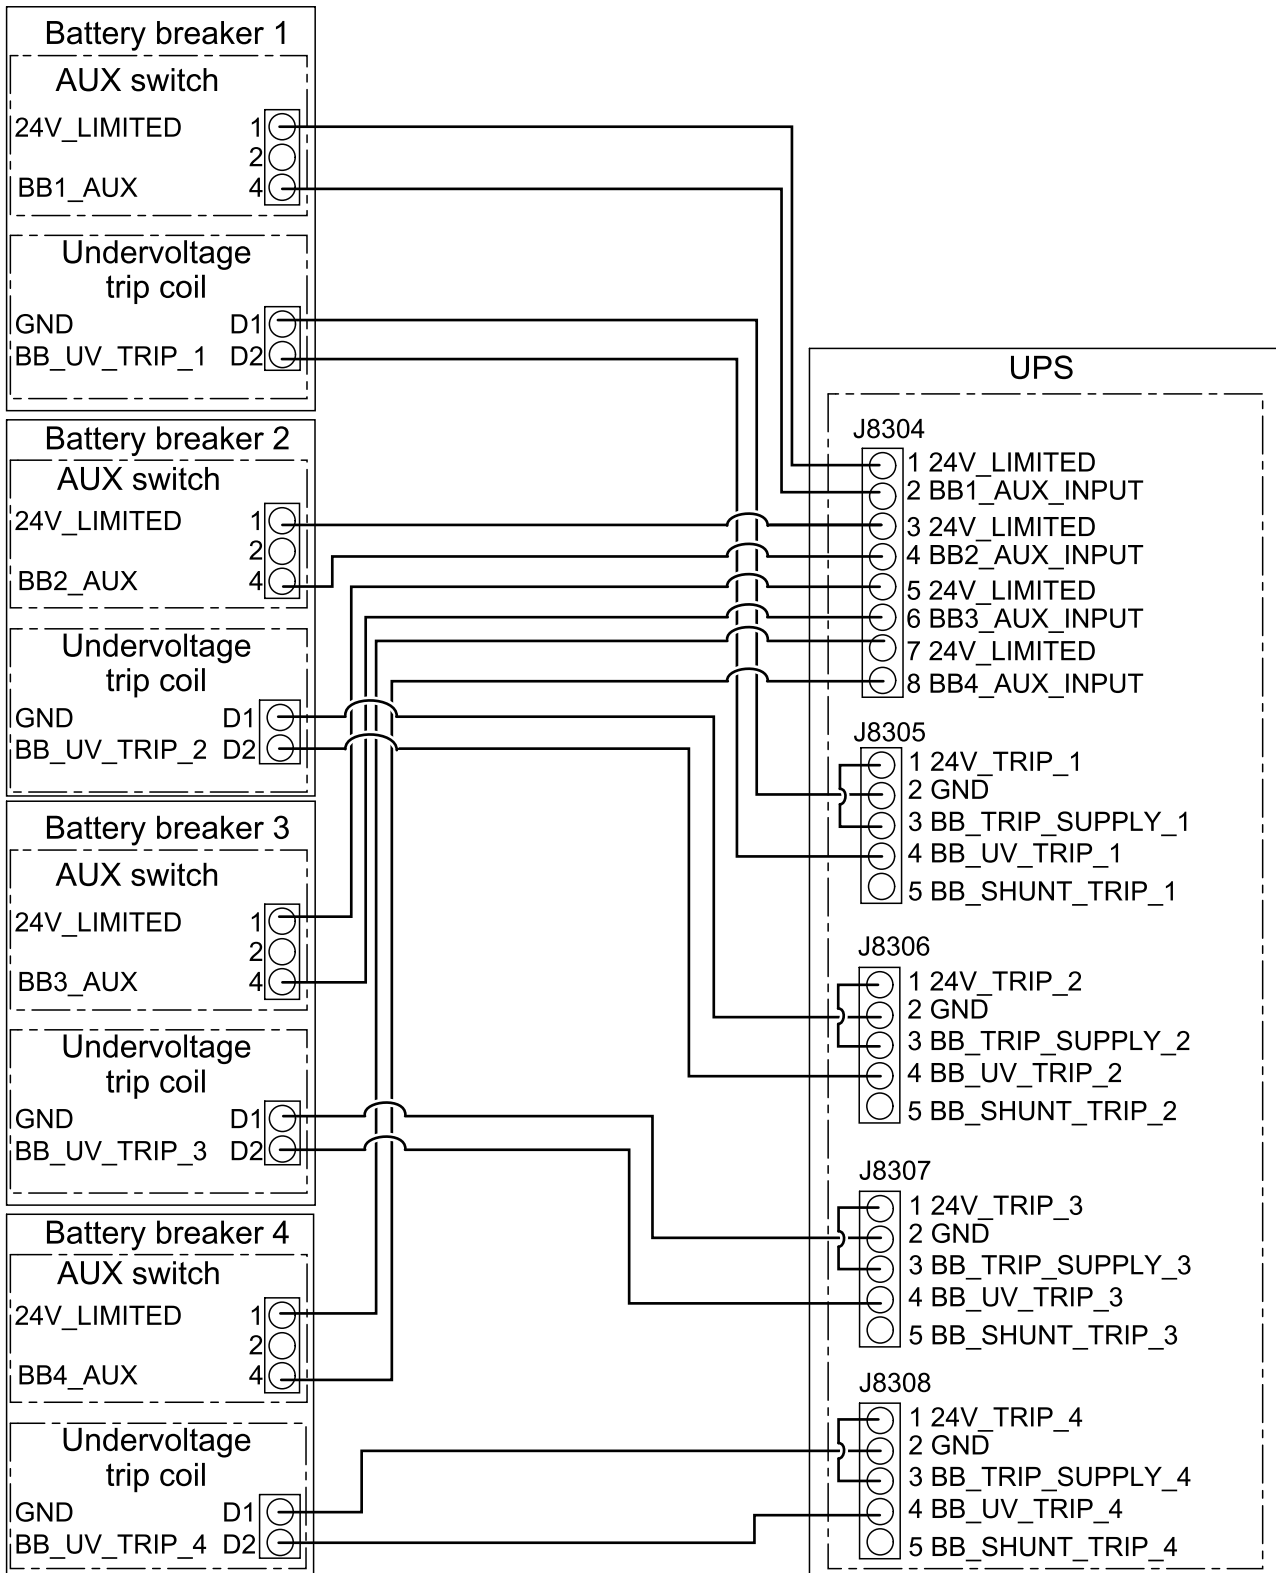 Battery breaker 1
AUX switch
24V_LIMITED 1
2
BB1_AUX 4
Undervoltage
trip coil
GND D1
BB_UV_TRIP_1 D2
Battery breaker 2
AUX switch
24V_LIMITED 1
2
BB2_AUX 4
Undervoltage
trip coil
GND D1
BB_UV_TRIP_2 D2
Battery breaker 3
AUX switch
24V_LIMITED 1
2
BB3_AUX 4
Undervoltage
trip coil
GND D1
BB_UV_TRIP_3 D2
Battery breaker 4
AUX switch
24V_LIMITED 1
2
BB4_AUX 4
Undervoltage
trip coil
GND D1
BB_UV_TRIP_4 D2
UPS
J8304
1 24V_LIMITED
2 BB1_AUX_INPUT
3 24V_LIMITED
4 BB2_AUX_INPUT
5 24V_LIMITED
6 BB3_AUX_INPUT
7 24V_LIMITED
8 BB4_AUX_INPUT
J8305
1 24V_TRIP_1
2 GND
3 BB_TRIP_SUPPLY_1
4 BB_UV_TRIP_1
5 BB_SHUNT_TRIP_1
J8306
1 24V_TRIP_2
2 GND
3 BB_TRIP_SUPPLY_2
4 BB_UV_TRIP_2
5 BB_SHUNT_TRIP_2
J8307
1 24V_TRIP_3
2 GND
3 BB_TRIP_SUPPLY_3
4 BB_UV_TRIP_3
5 BB_SHUNT_TRIP_3
J8308
1 24V_TRIP_4
2 GND
3 BB_TRIP_SUPPLY_4
4 BB_UV_TRIP_4
5 BB_SHUNT_TRIP_4